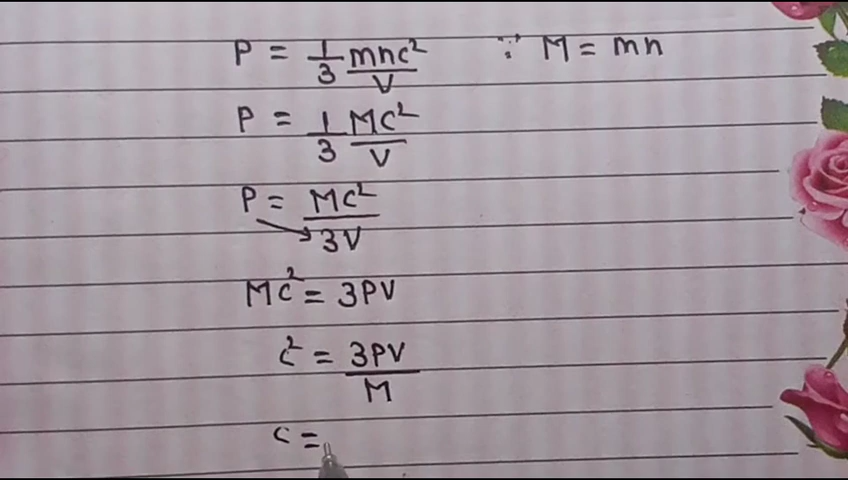 P = 1/3 mnc²/V ∵ M = mn
P = 1/3 MC²/V
P = MC²/3V
MC² = 3PV
C² = 3PV/M
C =